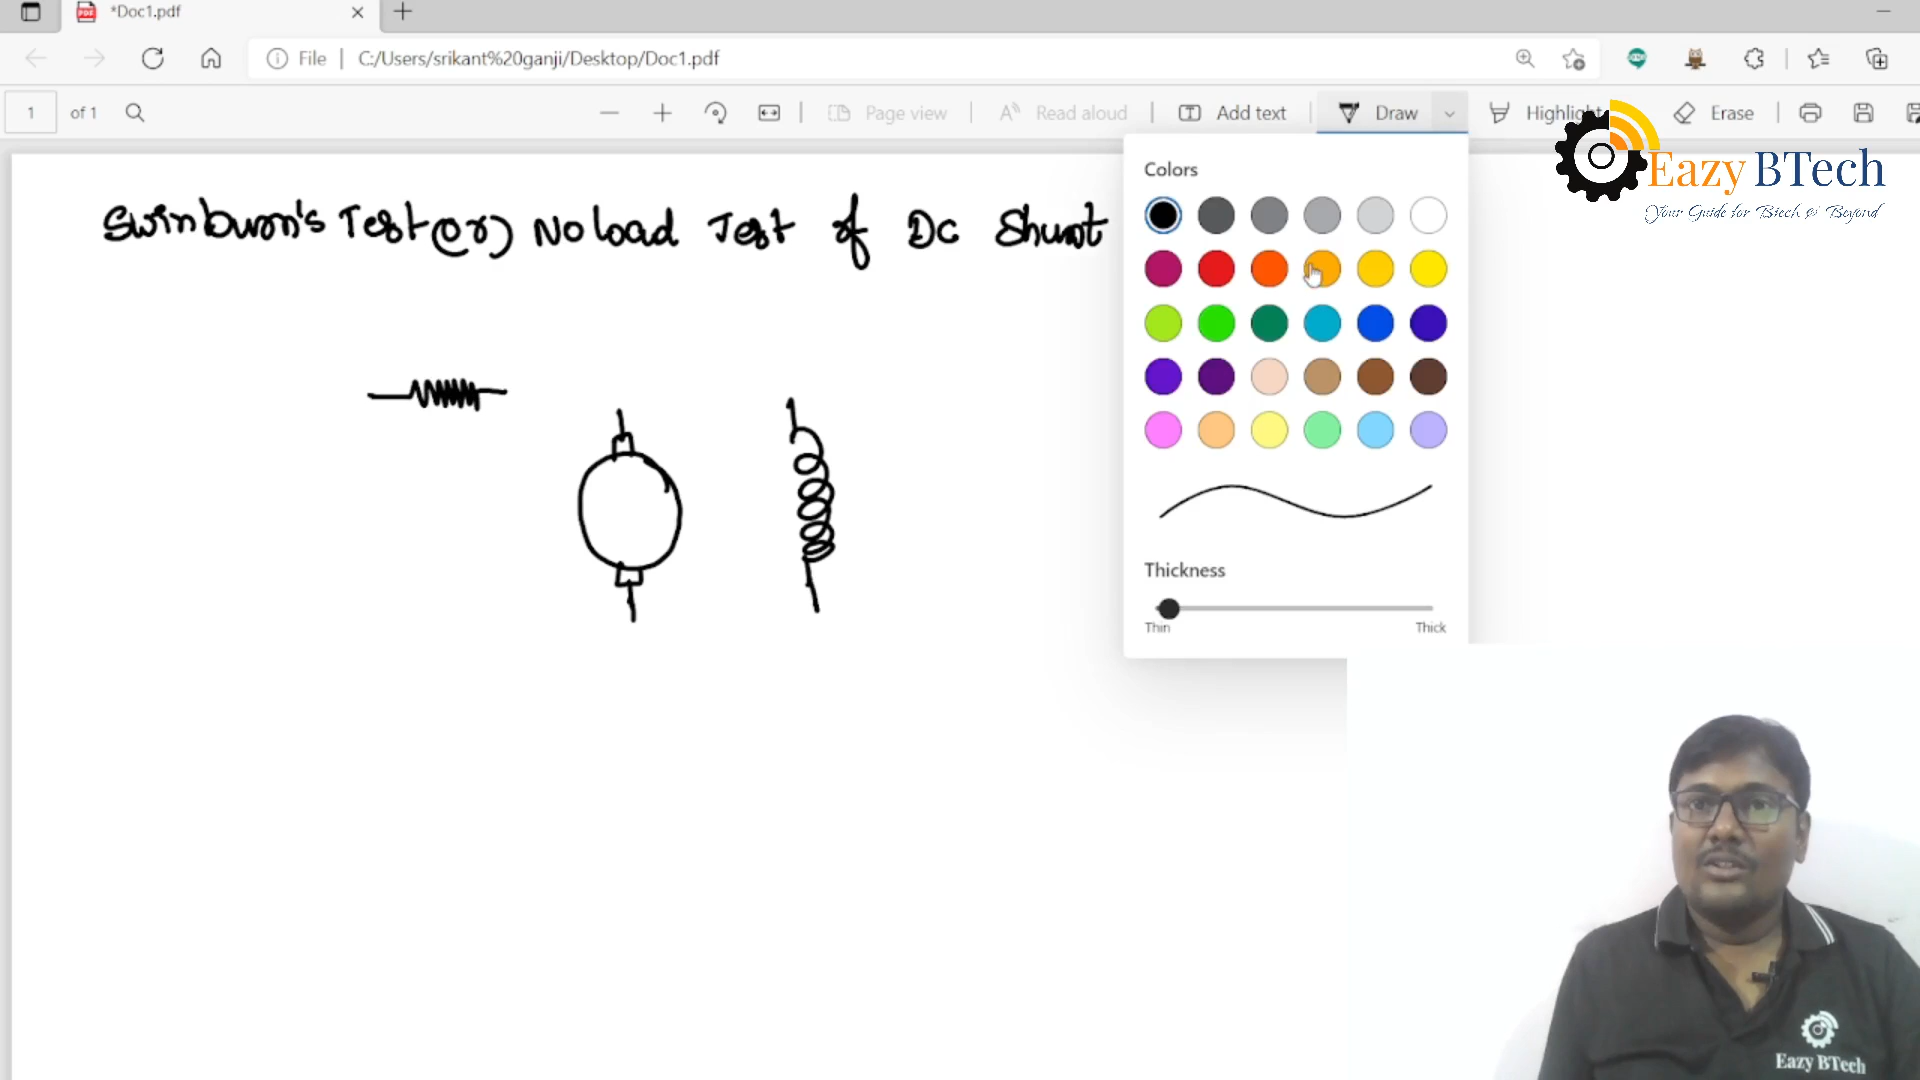 *Doc1.pdf
File | C:/Users/srikant%20ganji/Desktop/Doc1.pdf
1 of 1 Page view Read aloud Add text Draw Highlight Erase
Eazy BTech
Your Guide for Btech & Beyond
Colors
Swinburn's Test (or) No load Test of Dc Shunt
Thickness
Thin Thick
Eazy BTech